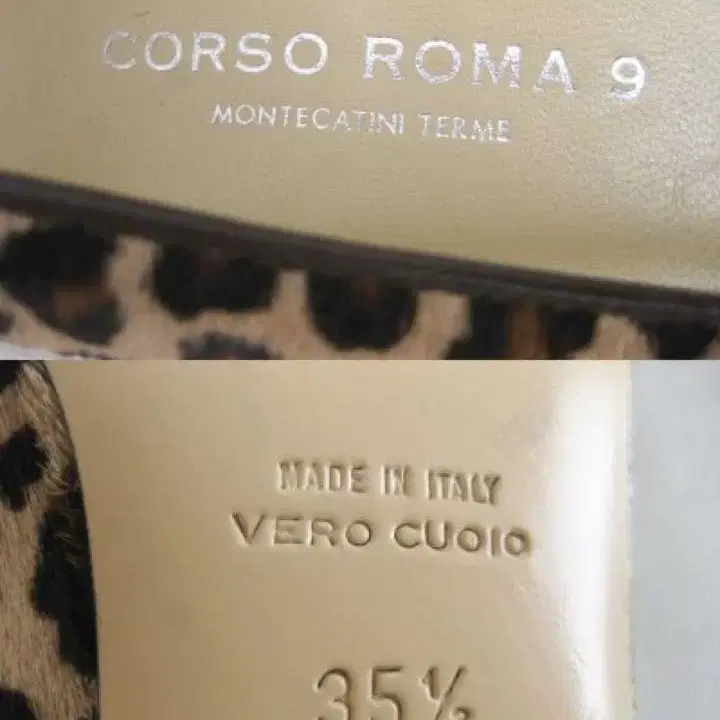 CORSO ROMA 9
MONTECATINI TERME
MADE IN ITALY
VERO CUOIO
35½